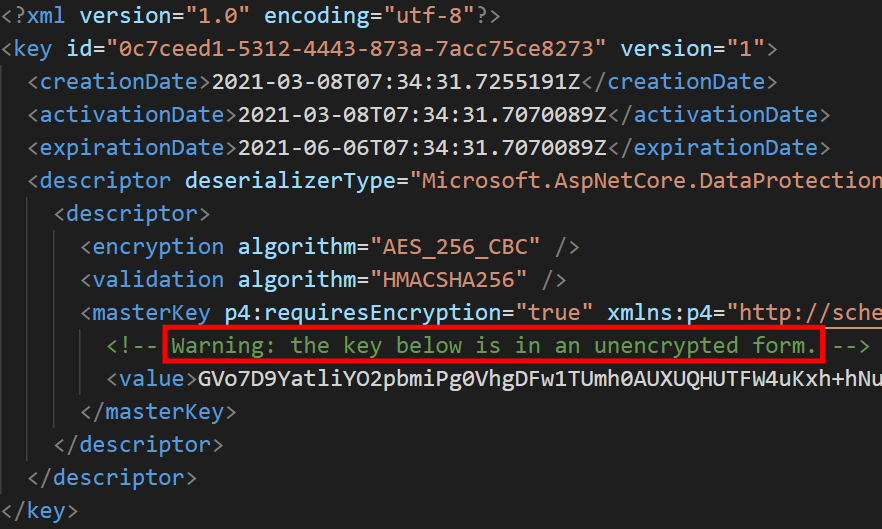 <?xml version="1.0" encoding="utf-8"?>
<key id="0c7ceed1-5312-4443-873a-7acc75ce8273" version="1">
<creationDate>2021-03-08T07:34:31.7255191Z</creationDate>
<activationDate>2021-03-08T07:34:31.7070089Z</activationDate>
<expirationDate>2021-06-06T07:34:31.7070089Z</expirationDate>
<descriptor deserializerType="Microsoft.AspNetCore.DataProtection
<descriptor>
<encryption algorithm="AES_256_CBC" />
<validation algorithm="HMACSHA256" />
<masterKey p4:requiresEncryption="true" xmlns:p4="http://sche
<!-- Warning: the key below is in an unencrypted form. -->
<value>GVo7D9YatliYO2pbmiPg0VhgDFw1TUmh0AUXUQHUTFW4uKxh+hNu
</masterKey>
</descriptor>
</descriptor>
</key>